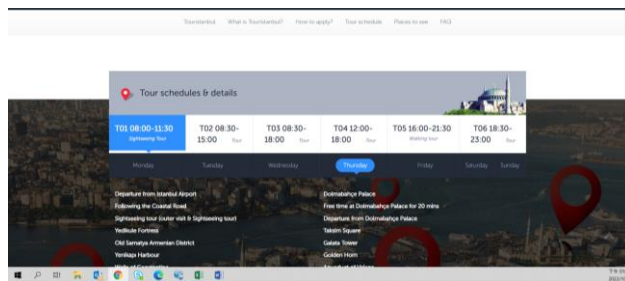 Touristanbul What is Touristanbul? How to apply? Tour schedule Places to see FAQ
Tour schedules & details
T01 08:00-11:30 Sightseeing Tour
T02 08:30-15:00 Tour
T03 08:30-18:00 Tour
T04 12:00-18:00 Tour
T05 16:00-21:30 Walking tour
T06 18:30-23:00 Tour
Monday Tuesday Wednesday Thursday Friday Saturday Sunday
Departure from Istanbul Airport
Following the Coastal Road
Sightseeing tour (outer visit & Sightseeing tour)
Yedikule Fortress
Old Samatya Armenian District
Yenikapi Harbour
Dolmabahçe Palace
Free time at Dolmabahçe Palace for 20 mins
Departure from Dolmabahçe Palace
Taksim Square
Galata Tower
Golden Horn